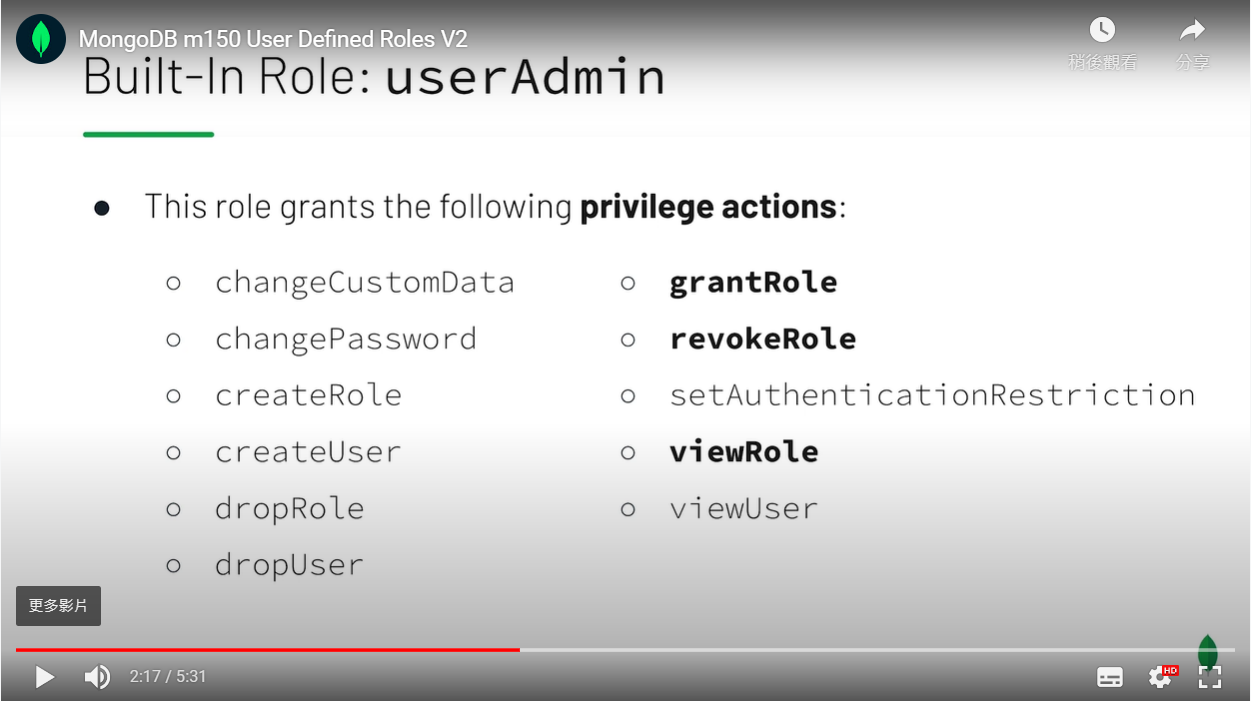 MongoDB m150 User Defined Roles V2
稍後觀看
分享
Built-In Role: userAdmin
This role grants the following privilege actions:
changeCustomData
changePassword
createRole
createUser
dropRole
dropUser
grantRole
revokeRole
setAuthenticationRestriction
viewRole
viewUser
更多影片
2:17 / 5:31
HD